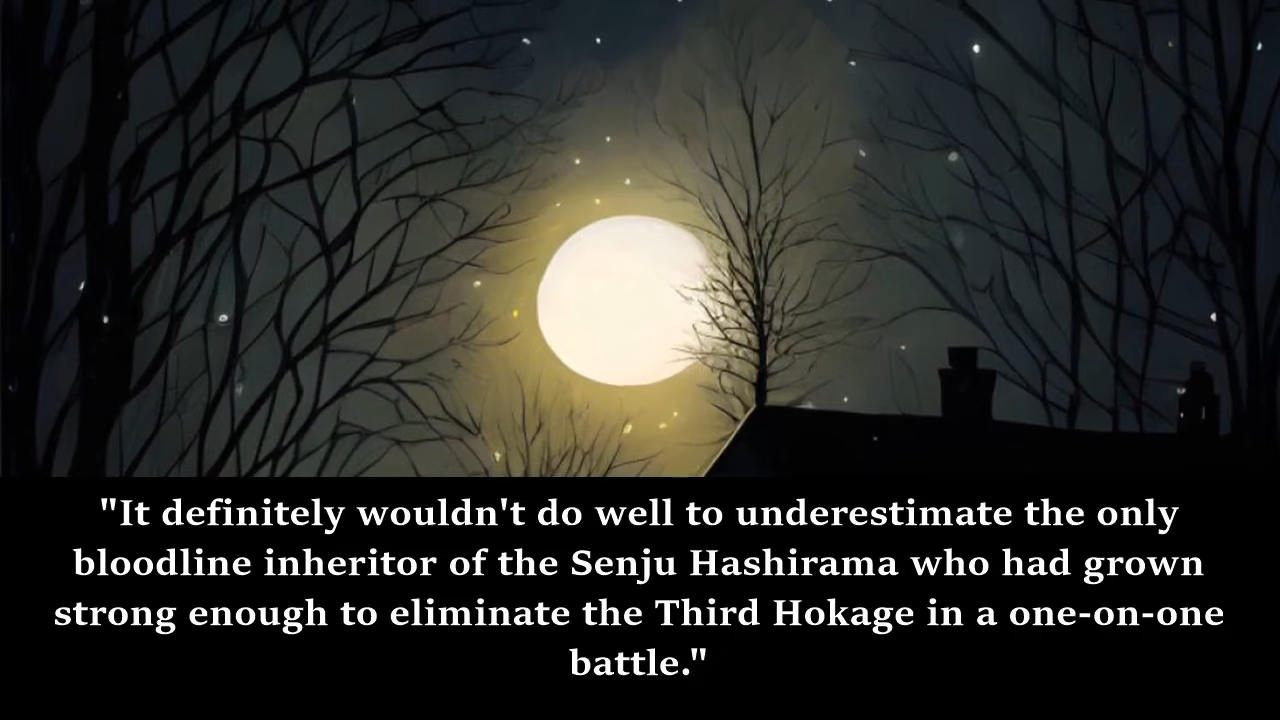 "It definitely wouldn't do well to underestimate the only
bloodline inheritor of the Senju Hashirama who had grown
strong enough to eliminate the Third Hokage in a one-on-one
battle."